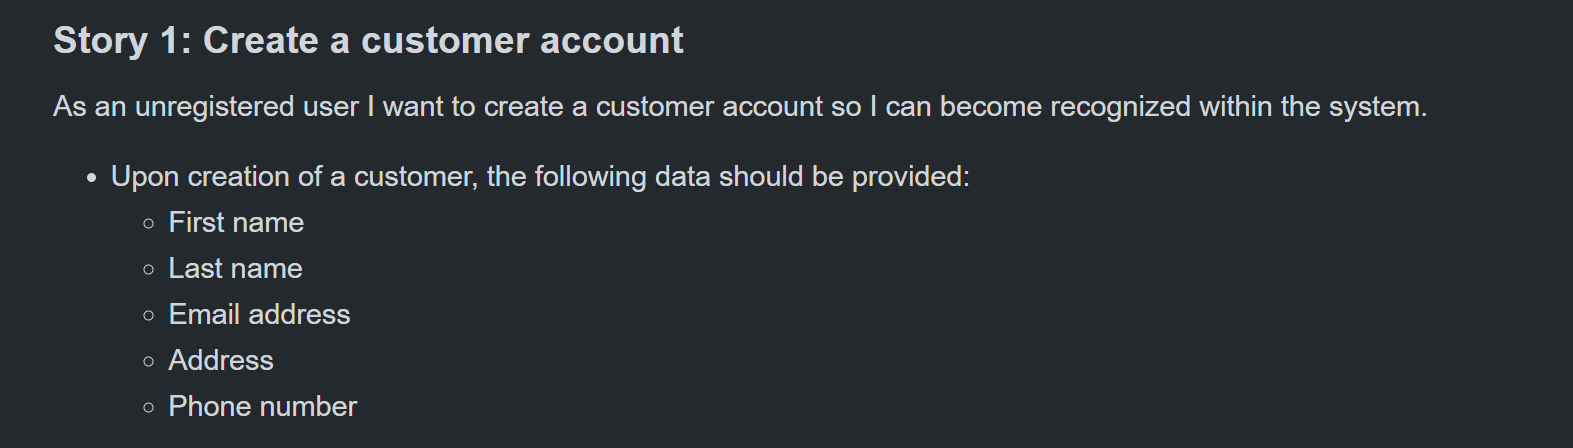 Story 1: Create a customer account
As an unregistered user I want to create a customer account so I can become recognized within the system.
Upon creation of a customer, the following data should be provided:
First name
Last name
Email address
Address
Phone number